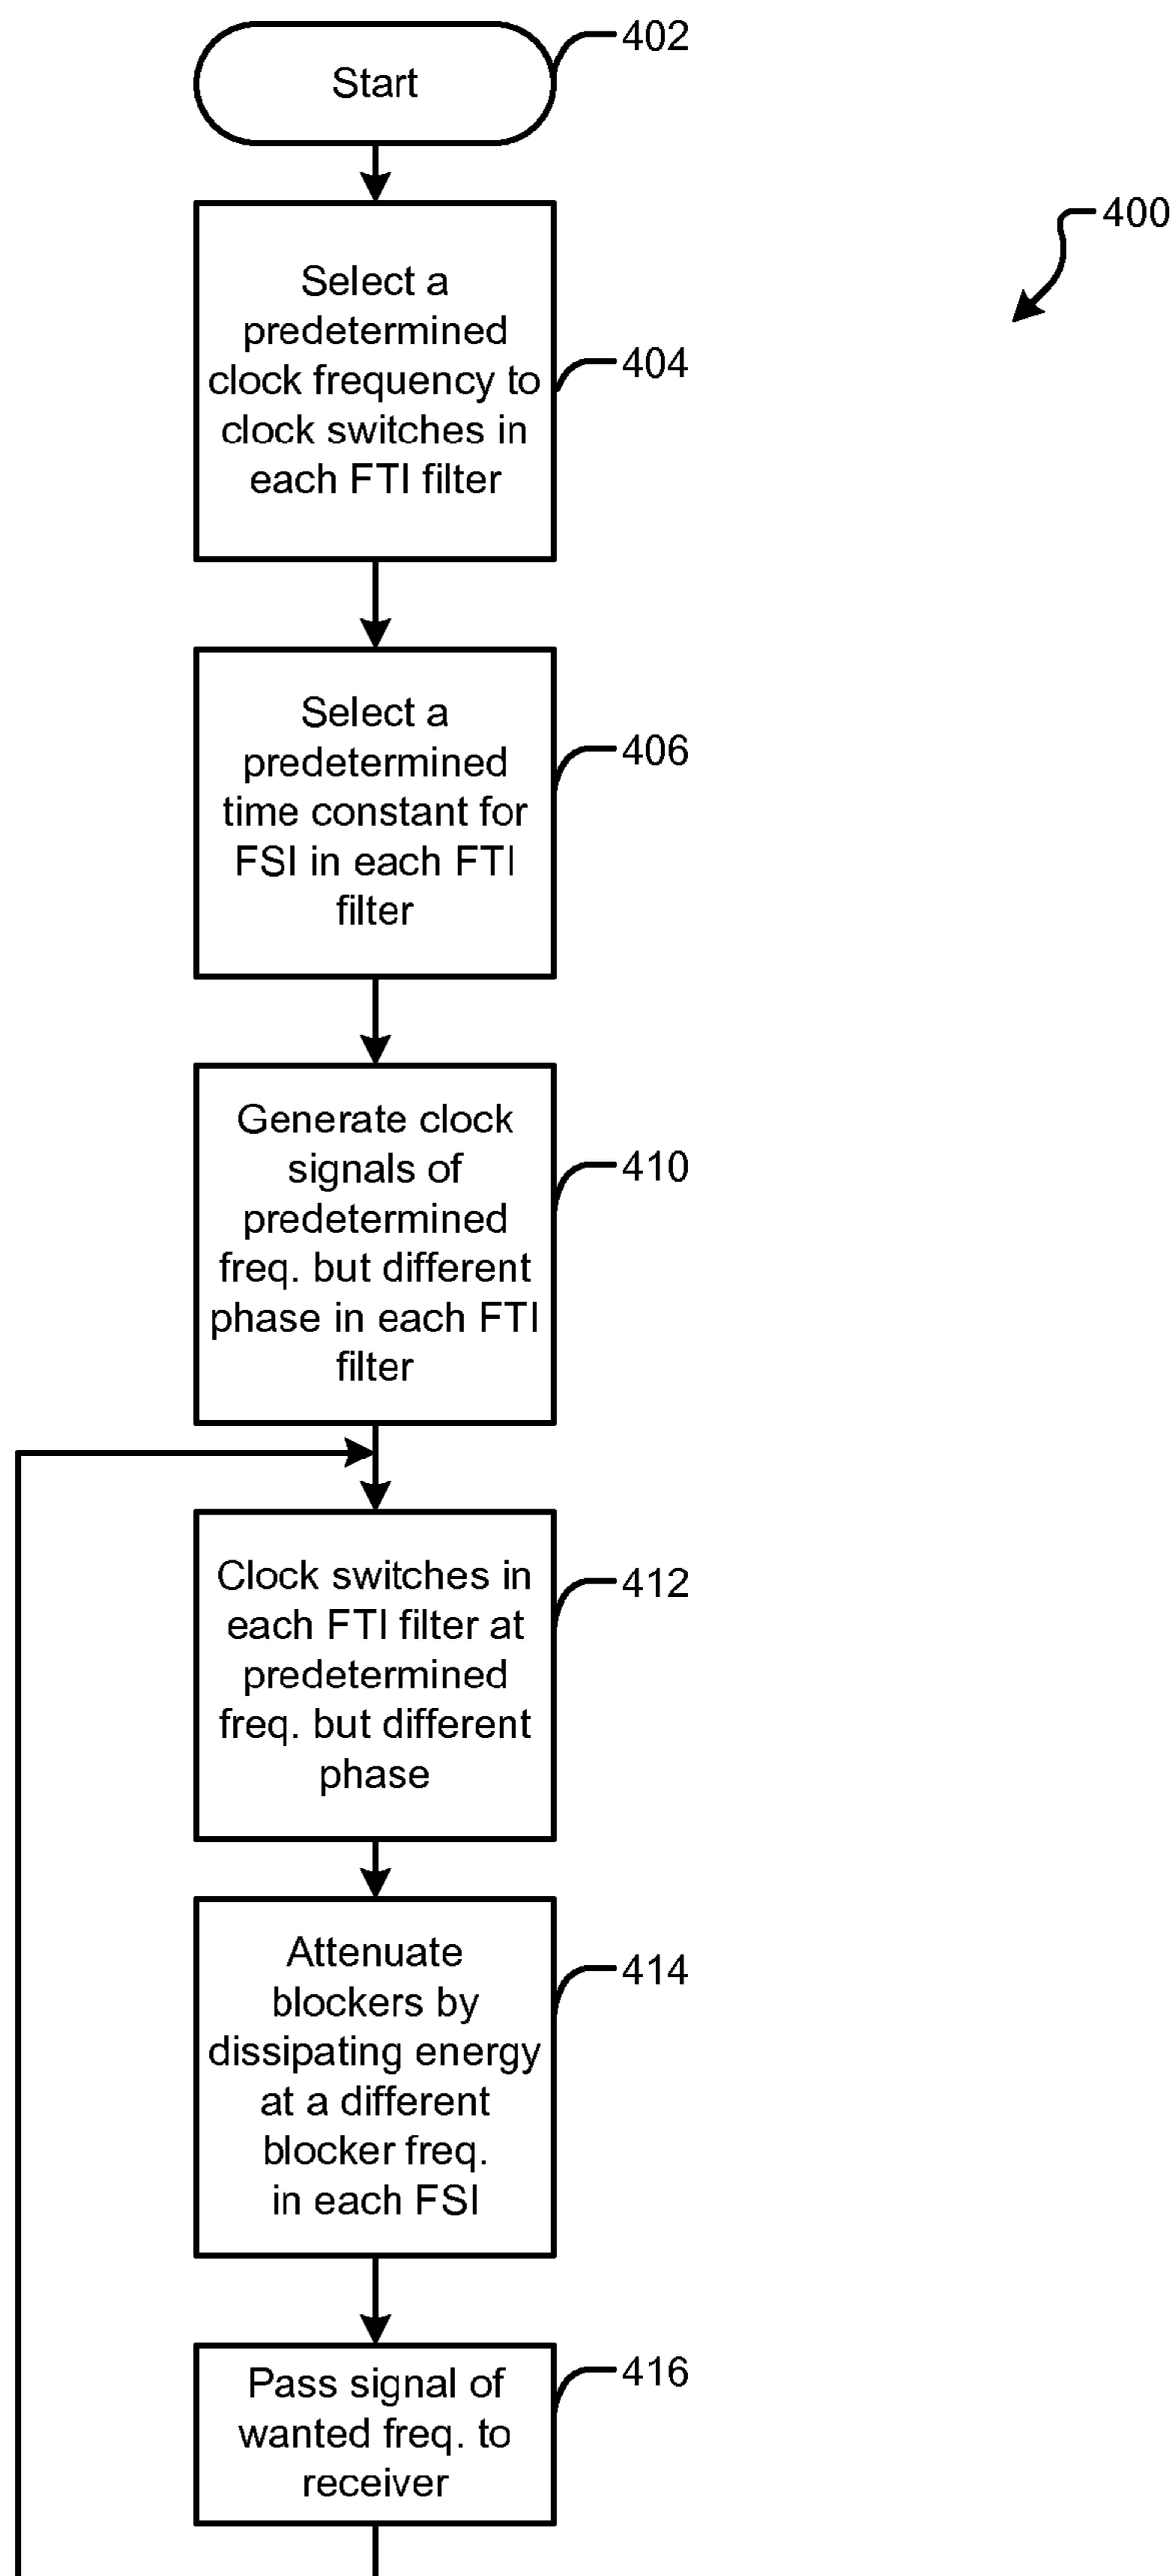 Start
402
400
Select a
predetermined
clock frequency to
clock switches in
each FTI filter
404
Select a
predetermined
time constant for
FSI in each FTI
filter
406
Generate clock
signals of
predetermined
freq. but different
phase in each FTI
filter
410
Clock switches in
each FTI filter at
predetermined
freq. but different
phase
412
Attenuate
blockers by
dissipating energy
at a different
blocker freq.
in each FSI
414
Pass signal of
wanted freq. to
receiver
416